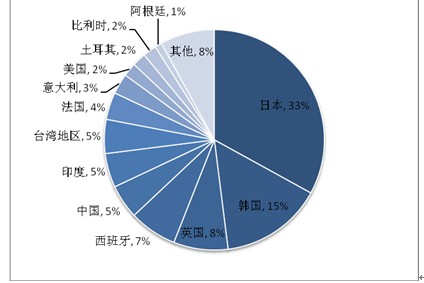 阿根廷, 1%
比利时, 2%
土耳其, 2%
其他, 8%
美国, 2%
意大利, 3%
法国, 4%
日本, 33%
台湾地区, 5%
印度, 5%
中国, 5%
韩国, 15%
英国, 8%
西班牙, 7%